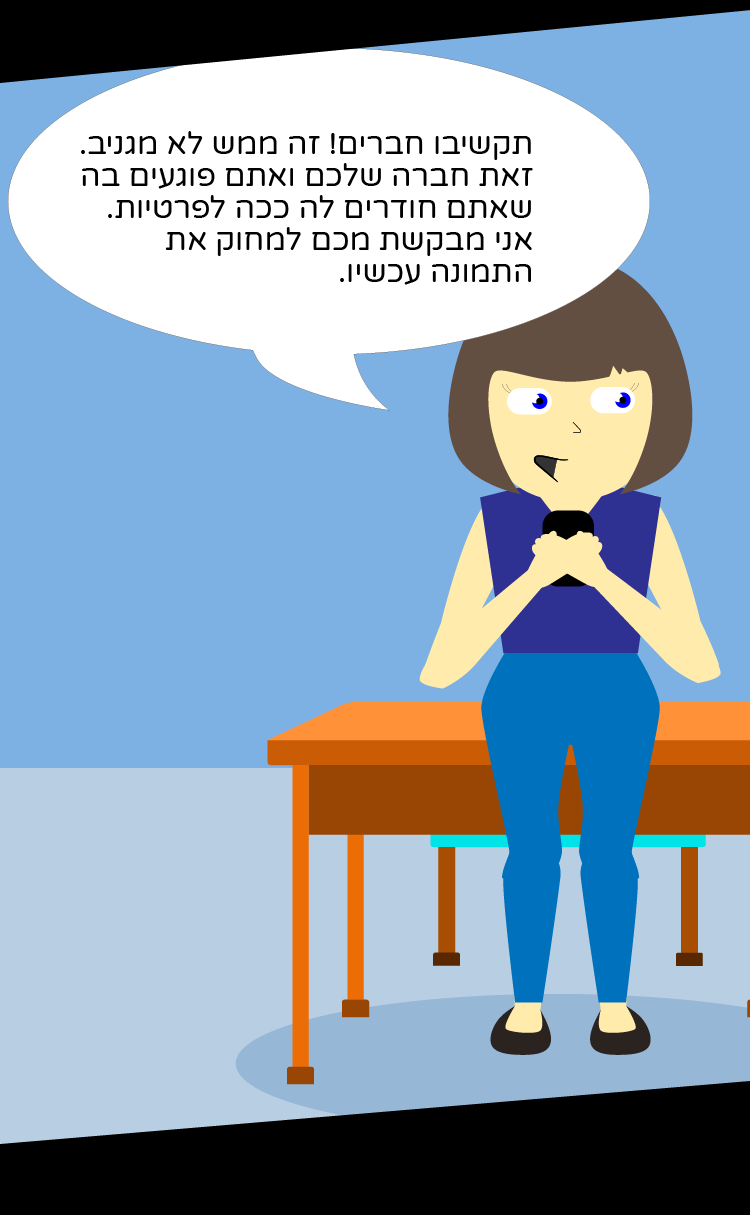 תקשיבו חברים! זה ממש לא מגניב.
זאת חברה שלכם ואתם פוגעים בה
שאתם חודרים לה ככה לפרטיות.
אני מבקשת מכם למחוק את
התמונה עכשיו.